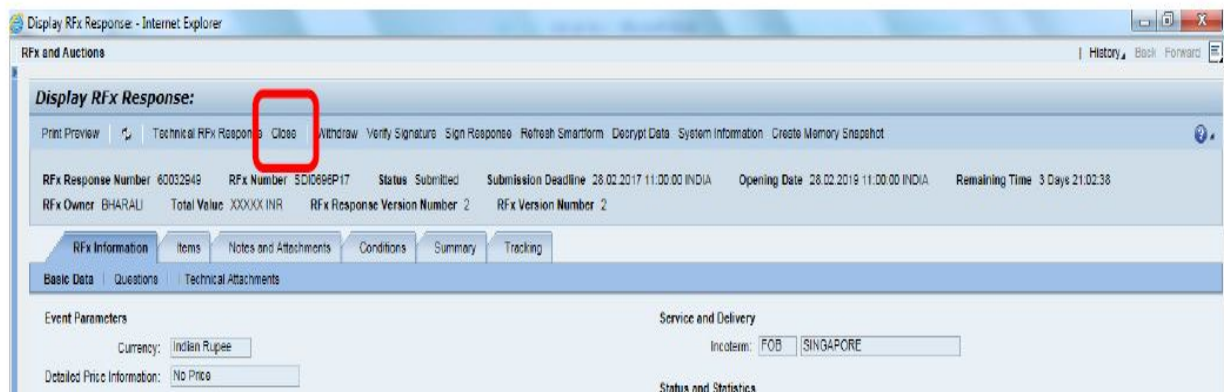 Display RFx Response: - Internet Explorer
RFx and Auctions
History Back Forward
Display RFx Response:
Print Preview Technical RFx Response Close Withdraw Verify Signature Sign Response Refresh Smartform Decrypt Data System Information Create Memory Snapshot
RFx Response Number 60032949 RFx Number SDI0696P17 Status Submitted Submission Deadline 28.02.2017 11:00:00 INDIA Opening Date 28.02.2019 11:00:00 INDIA Remaining Time 3 Days 21:02:38
RFx Owner BHARALI Total Value XXXXX INR RFx Response Version Number 2 RFx Version Number 2
RFx Information Items Notes and Attachments Conditions Summary Tracking
Basic Data Questions Technical Attachments
Event Parameters Service and Delivery
Currency: Indian Rupee Incoterm: FOB SINGAPORE
Detailed Price Information: No Price
Status and Statistics